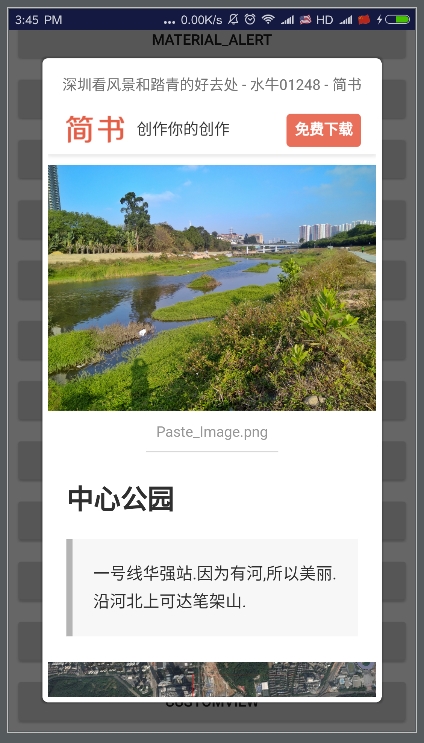 3:45 PM
... 0.00K/s HD
MATERIAL_ALERT
深圳看风景和踏青的好去处 - 水牛01248 - 简书
简书 创作你的创作 免费下载
Paste_Image.png
中心公园
一号线华强站.因为有河,所以美丽.
沿河北上可达笔架山.
CUSTOMVIEW